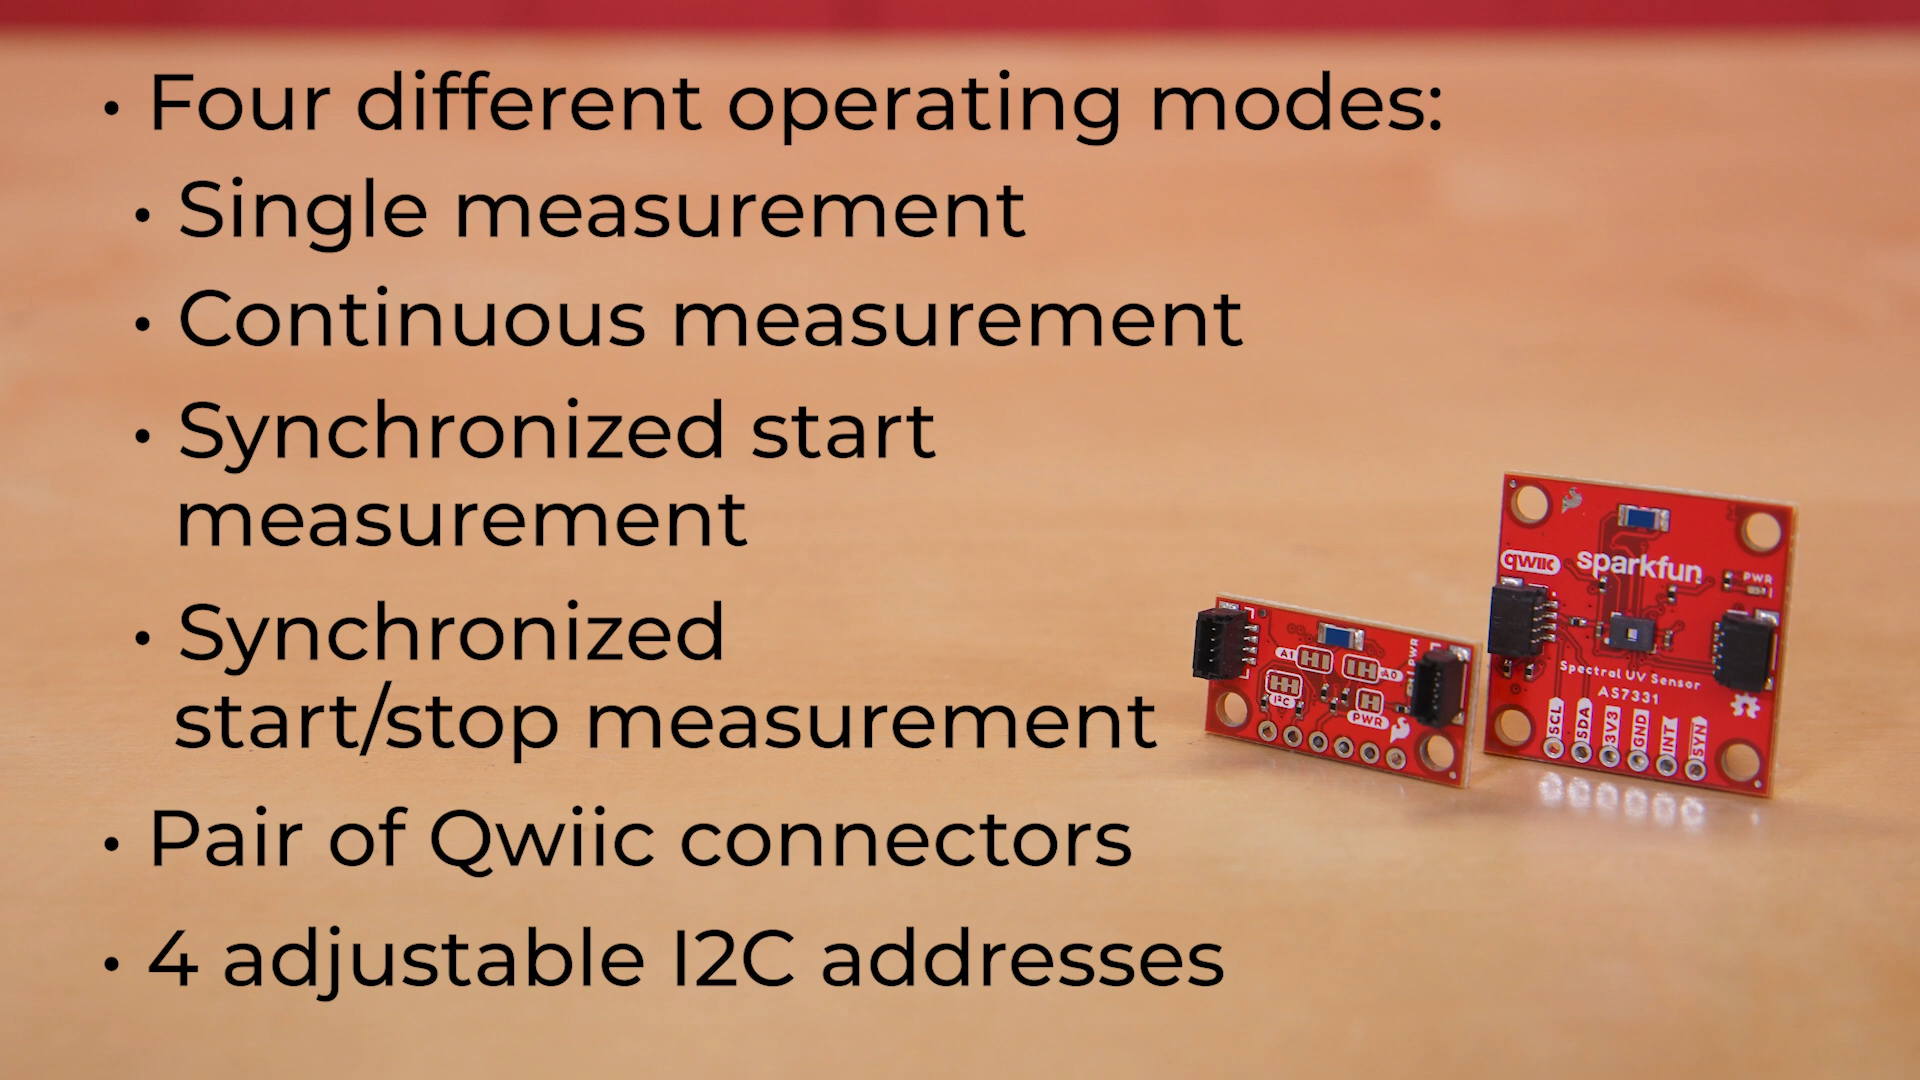 • Four different operating modes:
• Single measurement
• Continuous measurement
• Synchronized start
measurement
• Synchronized
start/stop measurement
• Pair of Qwiic connectors
• 4 adjustable I2C addresses
A1
A0
PWR
I²C
PWR
qwiic
sparkfun
PWR
Spectral UV Sensor
AS7331
SCL
SDA
3V3
GND
INT
SYN